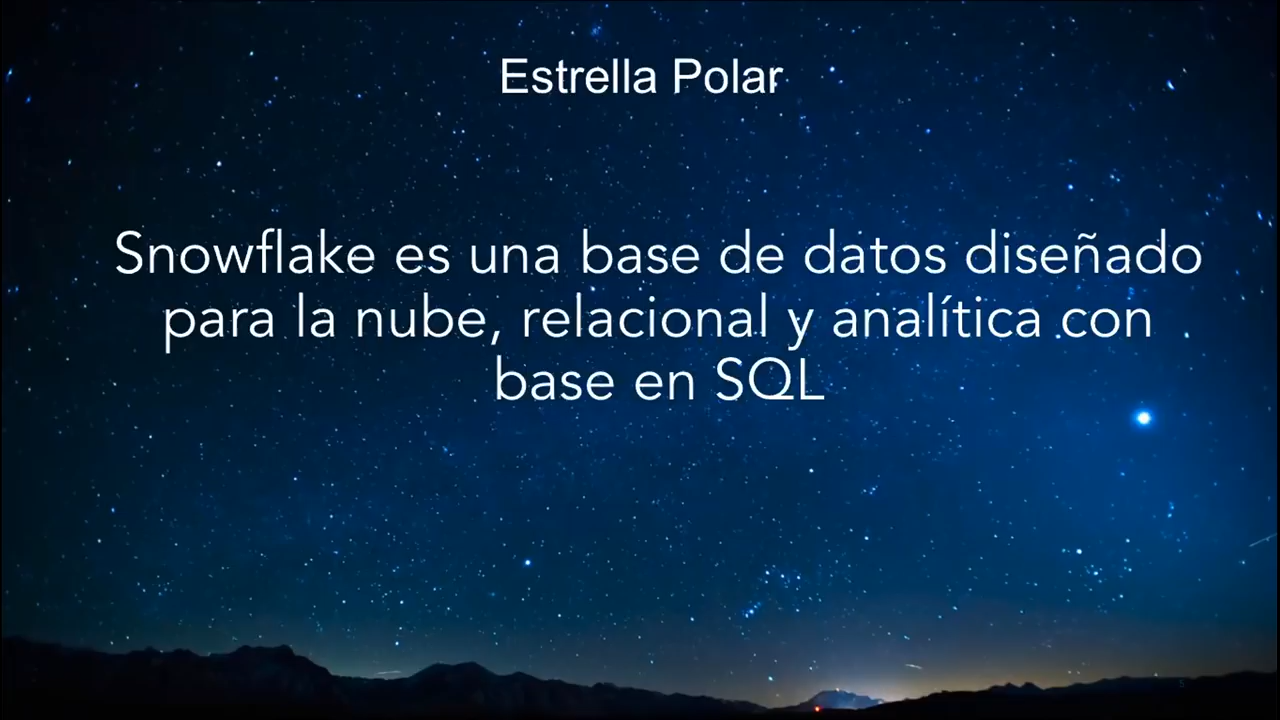 Estrella Polar
Snowflake es una base de datos diseñado
para la nube, relacional y analítica con
base en SQL